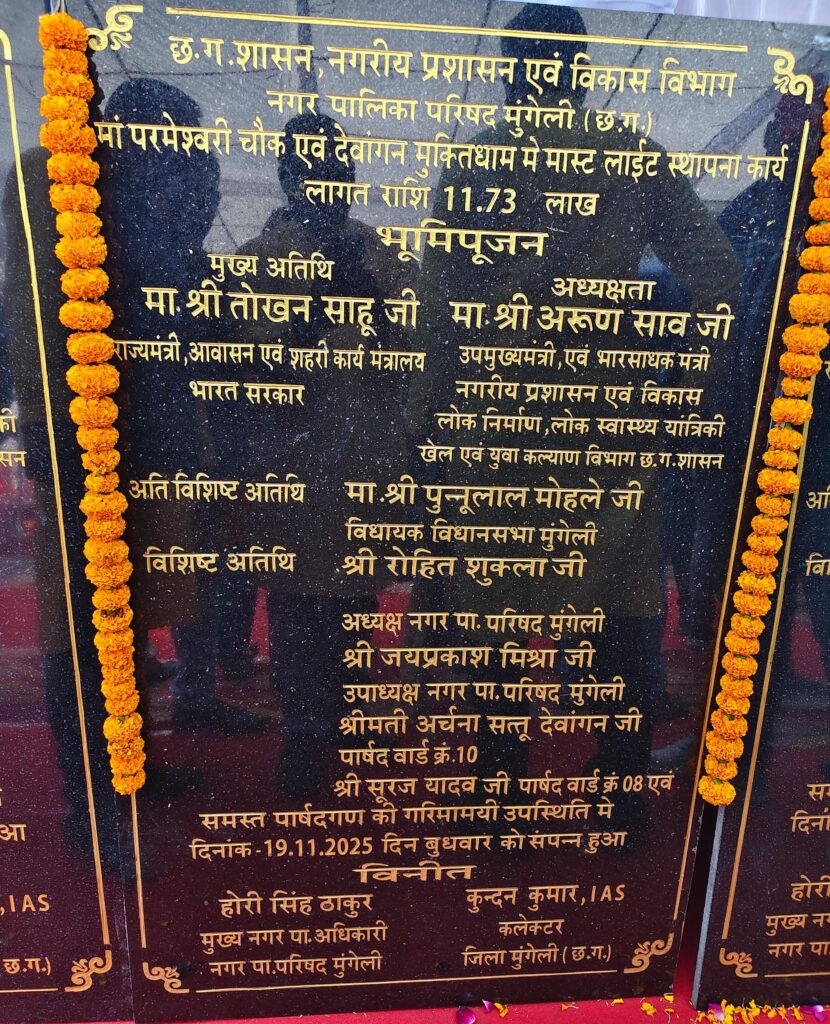 छ.ग.शासन, नगरीय प्रशासन एवं विकास विभाग
नगर पालिका परिषद मुंगेली (छ.ग.)
मां परमेश्वरी चौक एवं देवांगन मुक्तिधाम मे मास्ट लाईट स्थापना कार्य
लागत राशि 11.73 लाख
भूमिपूजन
मुख्य अतिथि
मा.श्री तोखन साहू जी
राज्यमंत्री, आवासन एवं शहरी कार्य मंत्रालय
भारत सरकार
अध्यक्षता
मा.श्री अरूण साव जी
उपमुख्यमंत्री, एवं भारसाधक मंत्री
नगरीय प्रशासन एवं विकास
लोक निर्माण, लोक स्वास्थ्य यांत्रिकी
खेल एवं युवा कल्याण विभाग छ.ग.शासन
अति विशिष्ट अतिथि मा.श्री पुन्नूलाल मोहले जी
विधायक विधानसभा मुंगेली
विशिष्ट अतिथि श्री रोहित शुक्ला जी
अध्यक्ष नगर पा. परिषद मुंगेली
श्री जयप्रकाश मिश्रा जी
उपाध्यक्ष नगर पा.परिषद मुंगेली
श्रीमती अर्चना सत्तू देवांगन जी
पार्षद वार्ड क्रं.10
श्री सूरज यादव जी पार्षद वार्ड क्रं 08 एवं
समस्त पार्षदगण की गरिमामयी उपस्थिति मे
दिनांक-19.11.2025 दिन बुधवार को संपन्न हुआ
विनीत
होरी सिंह ठाकुर
मुख्य नगर पा.अधिकारी
नगर पा.परिषद मुंगेली
कुन्दन कुमार, IAS
कलेक्टर
जिला मुंगेली (छ.ग.)